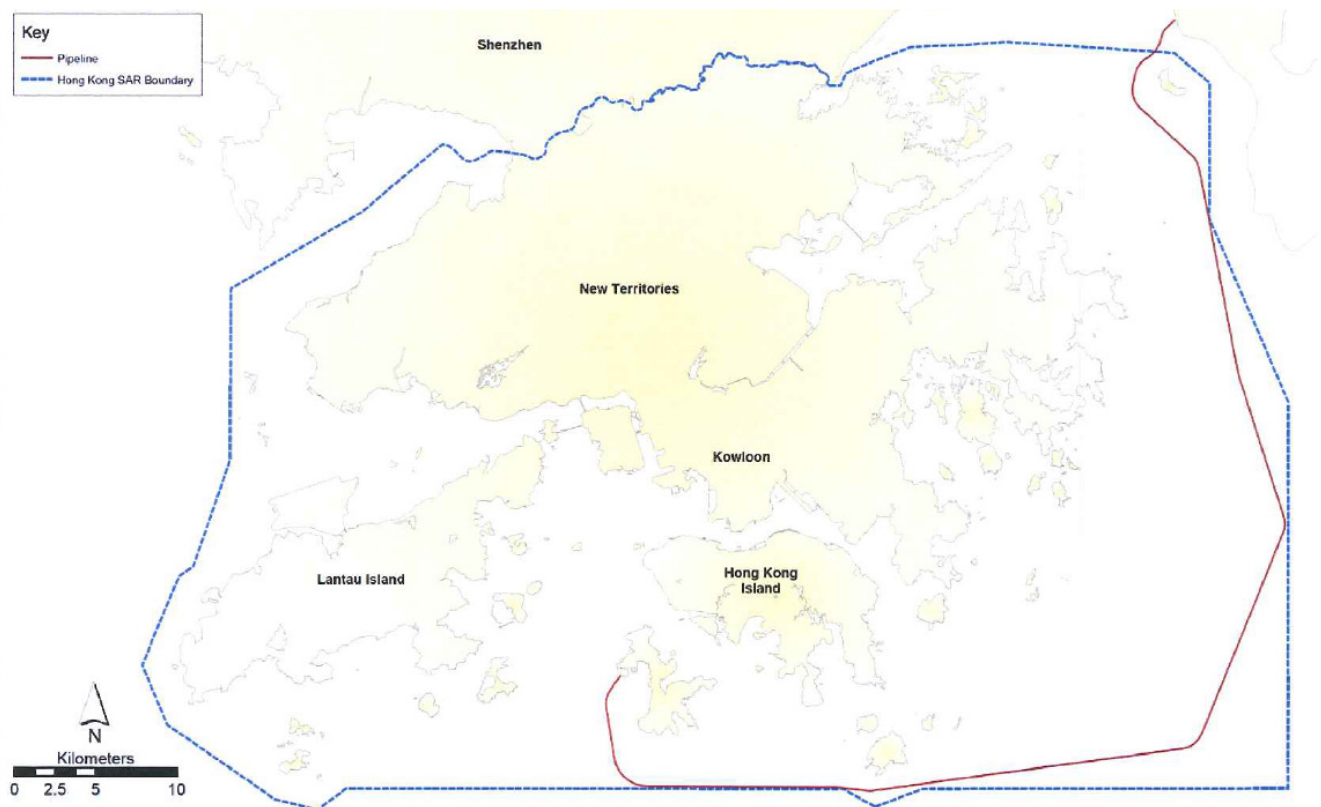 Key
Pipeline
Hong Kong SAR Boundary
Shenzhen
New Territories
Kowloon
Lantau Island
Hong Kong
Island
N
Kilometers
0 2.5 5 10